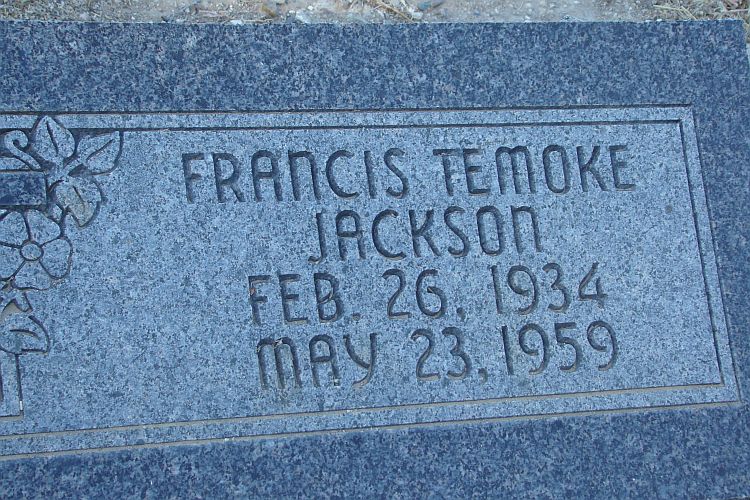 FRANCIS TEMOKE
JACKSON
FEB. 26, 1934
MAY 23, 1959